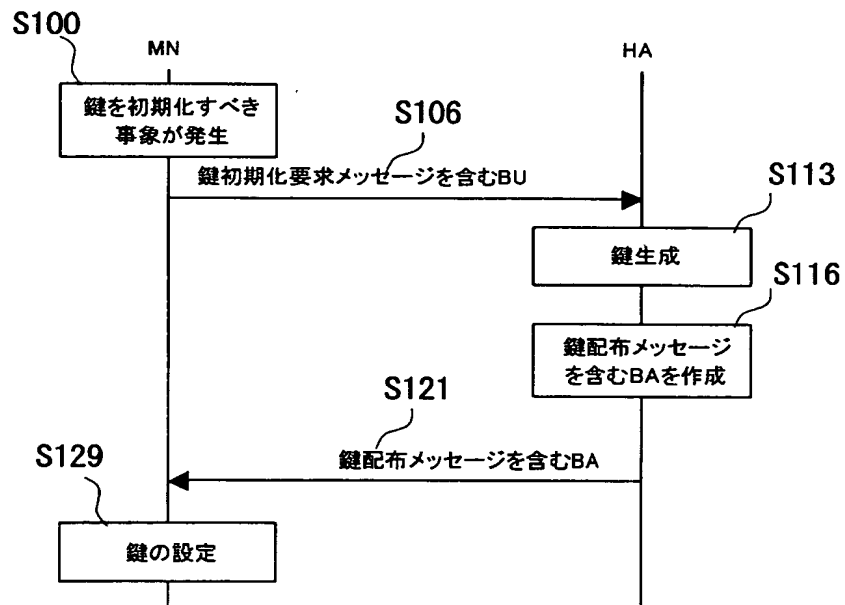 S100
MN
HA
鍵を初期化すべき
事象が発生
S106
鍵初期化要求メッセージを含むBU
S113
鍵生成
S116
鍵配布メッセージ
を含むBAを作成
S121
鍵配布メッセージを含むBA
S129
鍵の設定